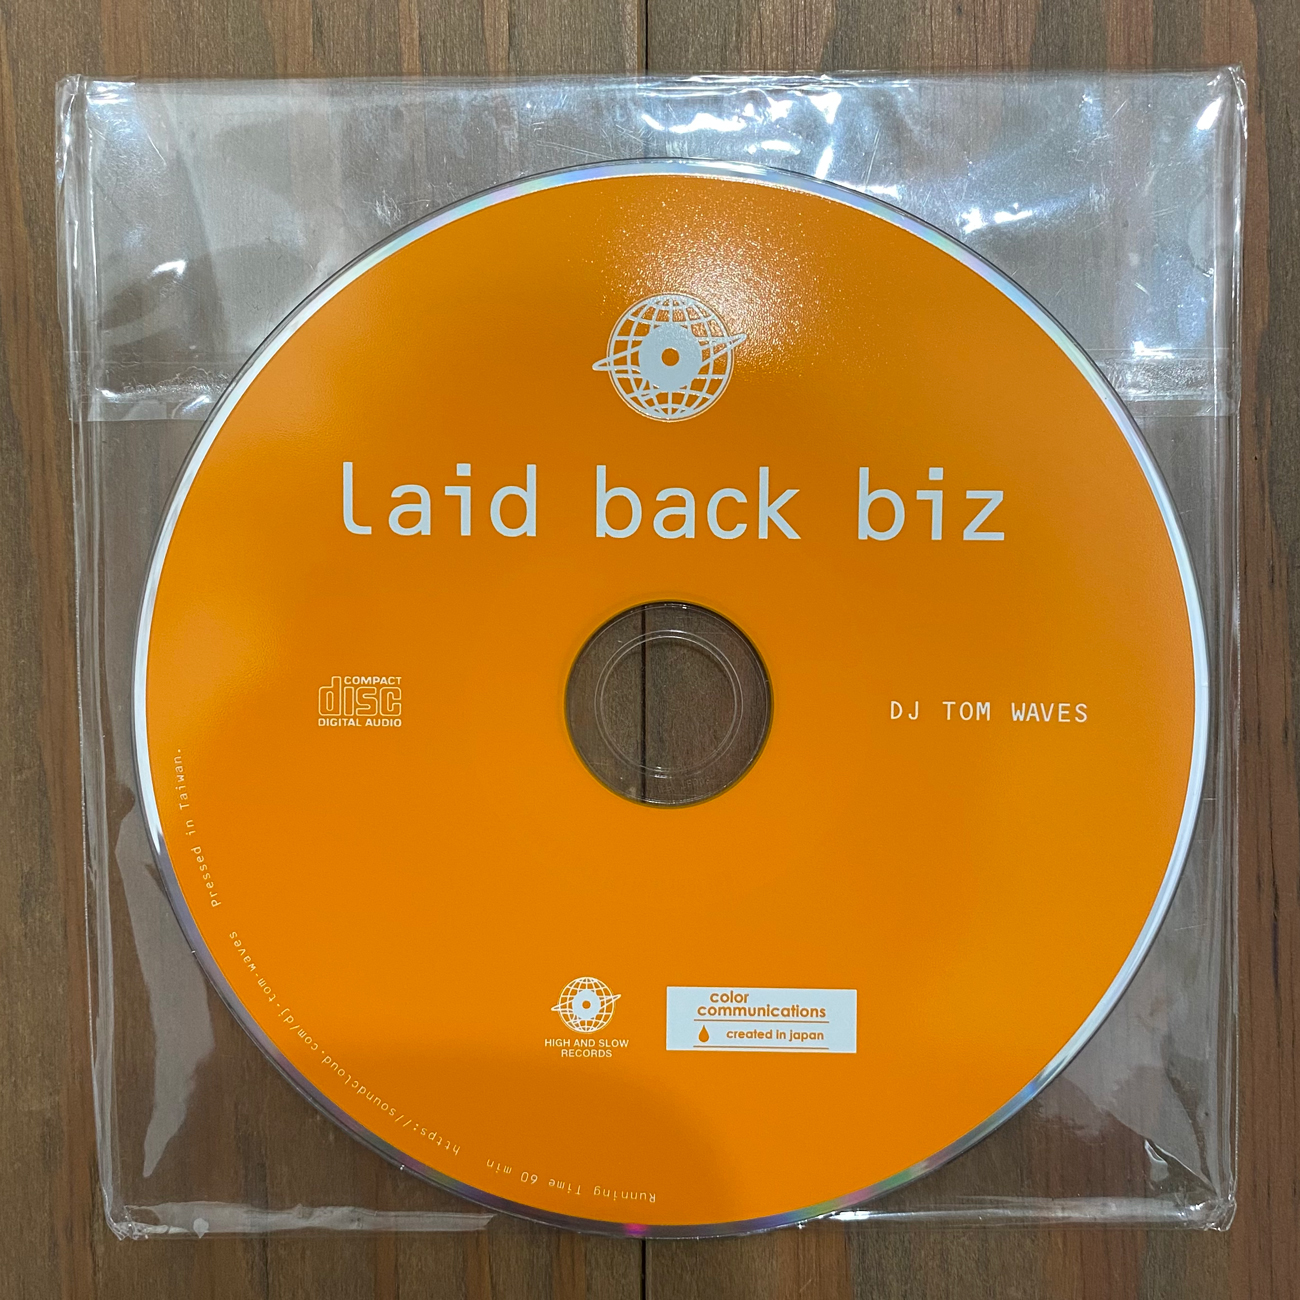 laid back biz
COMPACT
disc
DIGITAL AUDIO
DJ TOM WAVES
HIGH AND SLOW
RECORDS
color
communications
created in japan
Running Time 60 min https://soundcloud.com/dj-tom-waves Pressed in Taiwan.